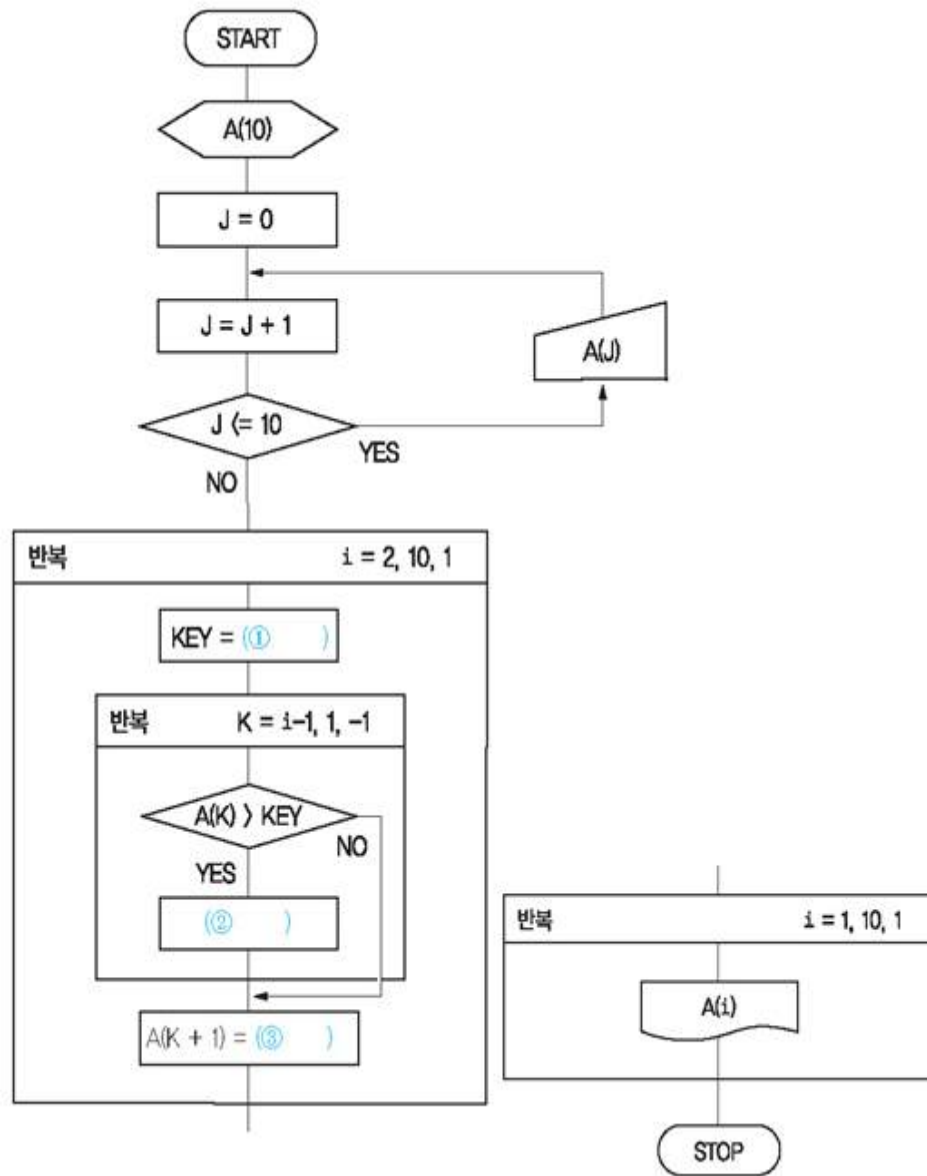 START
A(10)
J = 0
J = J + 1
A(J)
J <= 10
YES
NO
반복 i = 2, 10, 1
KEY = (① )
반복 K = i-1, 1, -1
A(K) > KEY
NO
YES
(② )
A(K + 1) = (③ )
반복 i = 1, 10, 1
A(i)
STOP